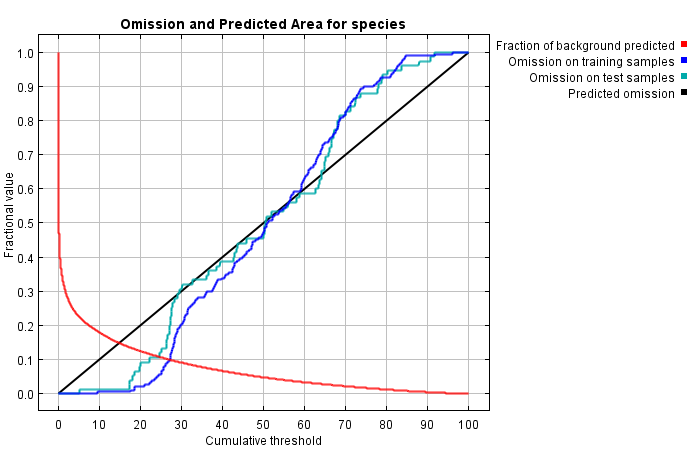 Omission and Predicted Area for species
Fraction of background predicted
Omission on training samples
Omission on test samples
Predicted omission
Fractional value
1.0
0.9
0.8
0.7
0.6
0.5
0.4
0.3
0.2
0.1
0.0
0 10 20 30 40 50 60 70 80 90 100
Cumulative threshold